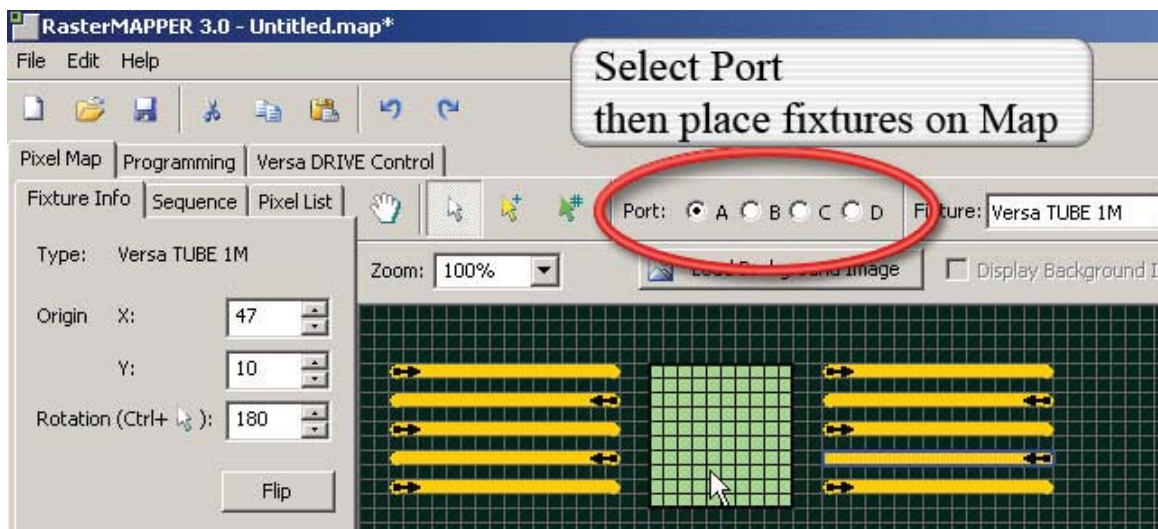 RasterMAPPER 3.0 - Untitled.map*
File Edit Help
Select Port
then place fixtures on Map
Pixel Map Programming Versa DRIVE Control
Fixture Info Sequence Pixel List
Port: A B C D
Versa TUBE 1M
Type: Versa TUBE 1M
Zoom: 100%
Background Image
Display Background
Origin X: 47
Y: 10
Rotation (Ctrl+ ): 180
Flip